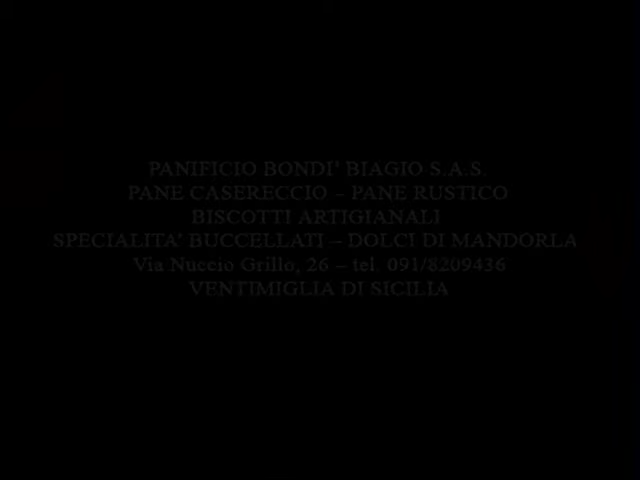 PANIFICIO BONDI' BIAGIO S.A.S.
PANE CASERECCIO – PANE RUSTICO
BISCOTTI ARTIGIANALI
SPECIALITA' BUCCELLATI – DOLCI DI MANDORLA
Via Nuccio Grillo, 26 – tel. 091/8209436
VENTIMIGLIA DI SICILIA